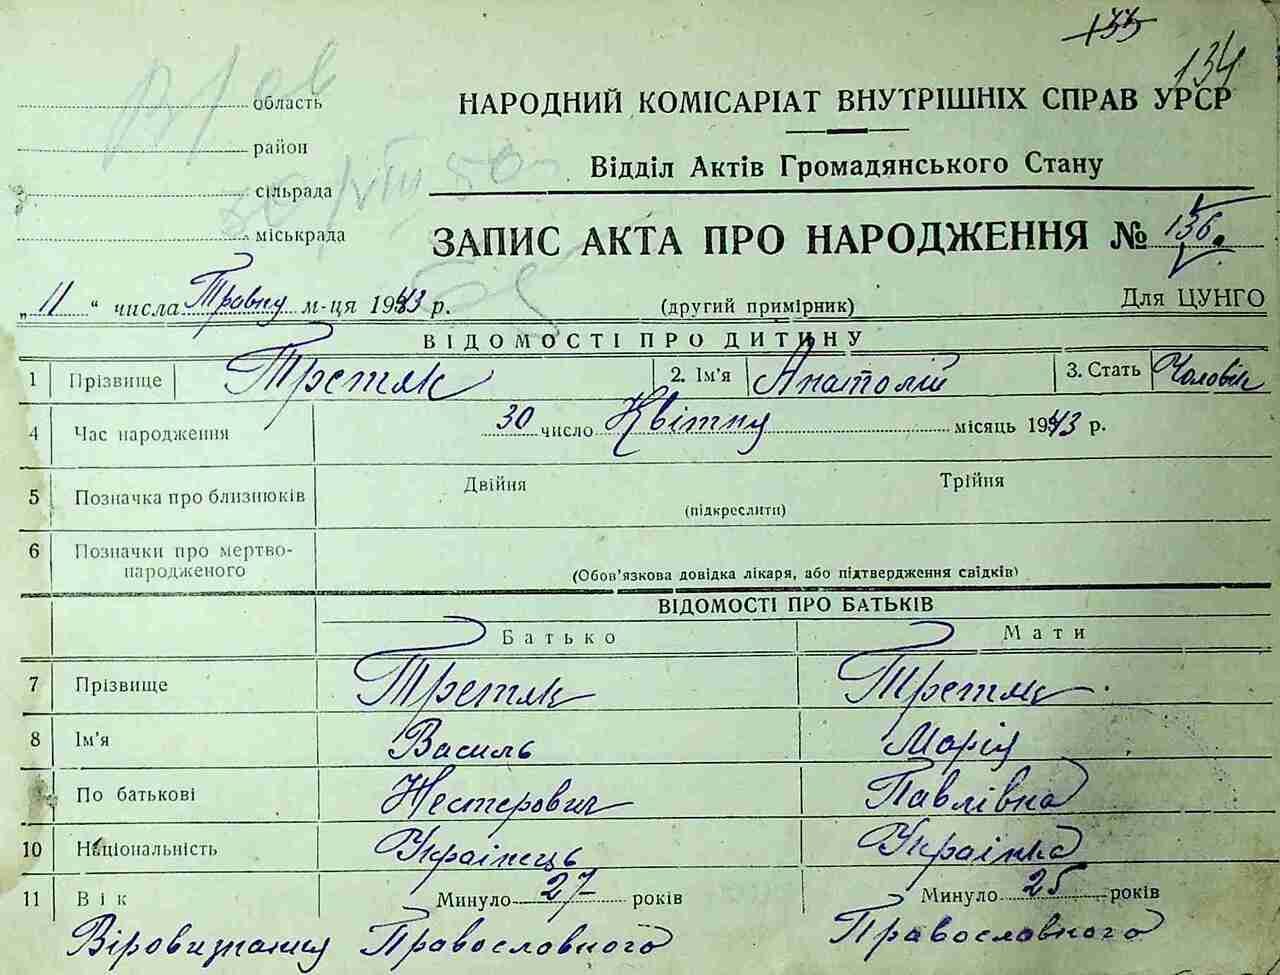 155
134
область
НАРОДНИЙ КОМІСАРІАТ ВНУТРІШНІХ СПРАВ УРСР
район
Відділ Актів Громадянського Стану
сільрада
міськрада
ЗАПИС АКТА ПРО НАРОДЖЕННЯ № 136.
„11" числа Травня м-ця 1943 р.
(другий примірник)
Для ЦУНГО
ВІДОМОСТІ ПРО ДИТИНУ
1 Прізвище Третяк 2. Ім'я Анатолій 3. Стать Чоловік
4 Час народження 30 число Квітня місяць 1943 р.
5 Позначка про близнюків Двійня Трійня
(підкреслити)
6 Позначки про мертво-
народженого
(Обов'язкова довідка лікаря, або підтвердження свідків)
ВІДОМОСТІ ПРО БАТЬКІВ
Батько Мати
7 Прізвище Третяк Третяк
8 Ім'я Василь Марія
По батькові Нестерович Павлівна
10 Національність Українець Українка
11 Вік Минуло 27 років Минуло 25 років
Віровизнання Православного Православного